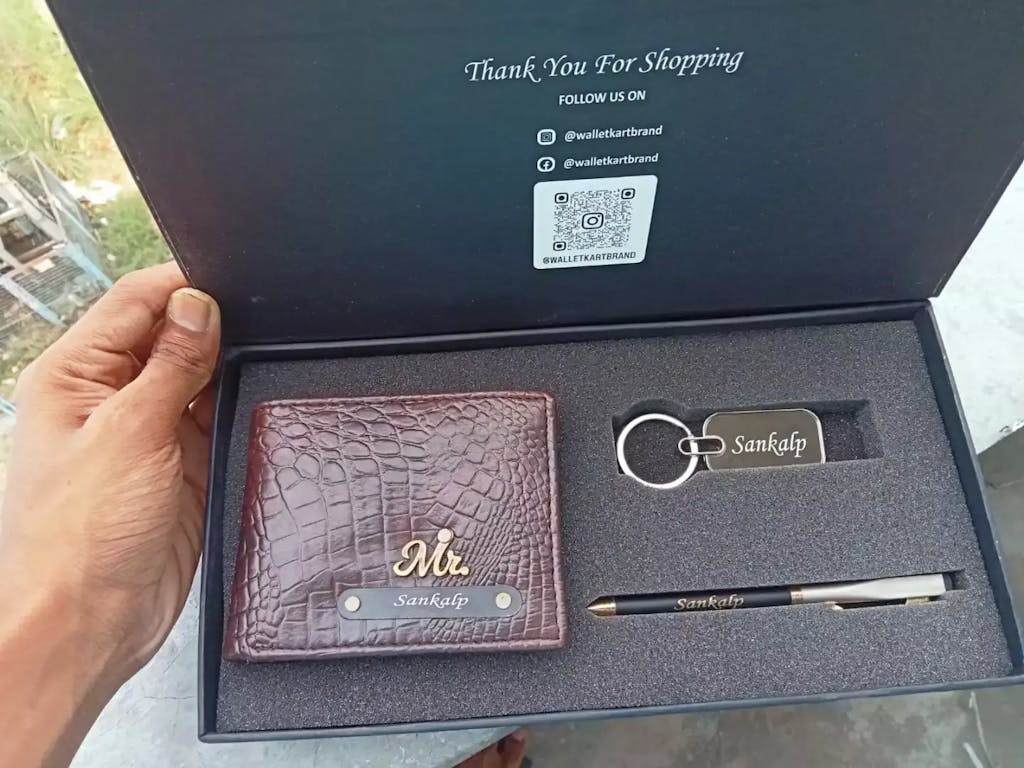 Thank You For Shopping
FOLLOW US ON
@walletkartbrand
@walletkartbrand
@WALLETKARTBRAND
Sankalp
Mr.
Sankalp
Sankalp